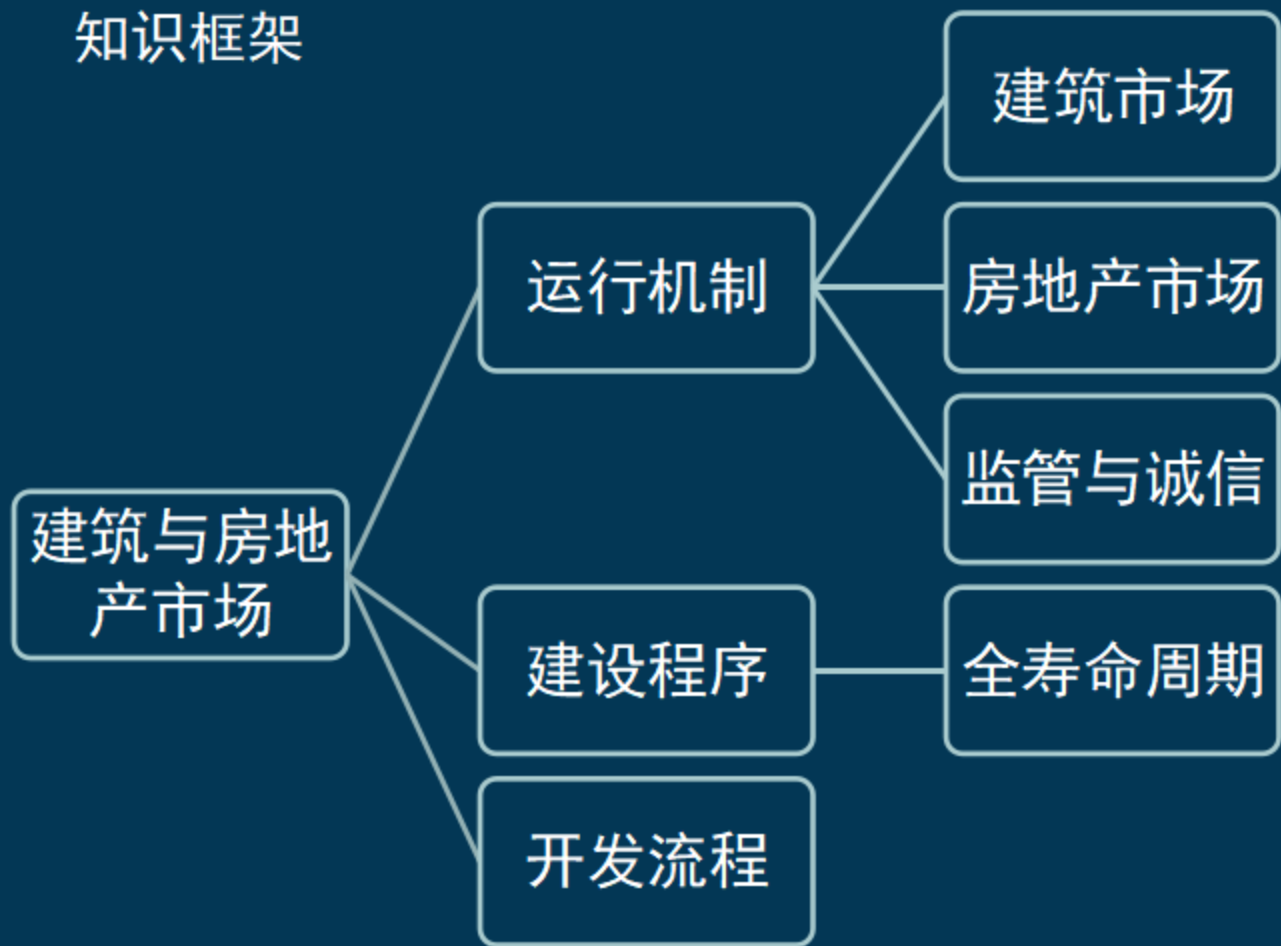 知识框架
建筑市场
运行机制
房地产市场
监管与诚信
建筑与房地
产市场
建设程序
全寿命周期
开发流程